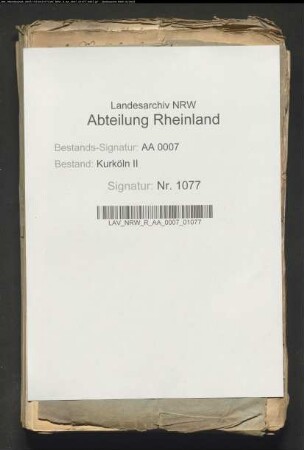 Landesarchiv NRW
Abteilung Rheinland
Bestands-Signatur: AA 0007
Bestand: Kurköln II
Signatur: Nr. 1077
LAV_NRW_R_AA_0007_01077